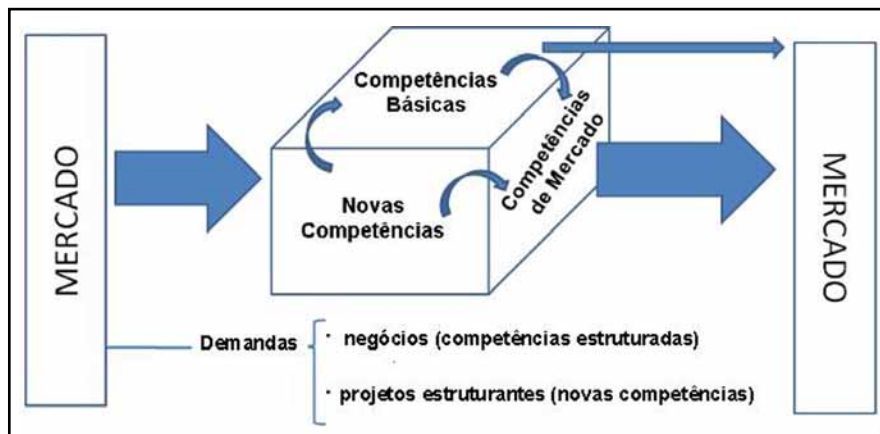 MERCADO
Competências
Básicas
Novas
Competências
Competências
de Mercado
MERCADO
Demandas
· negócios (competências estruturadas)
· projetos estruturantes (novas competências)